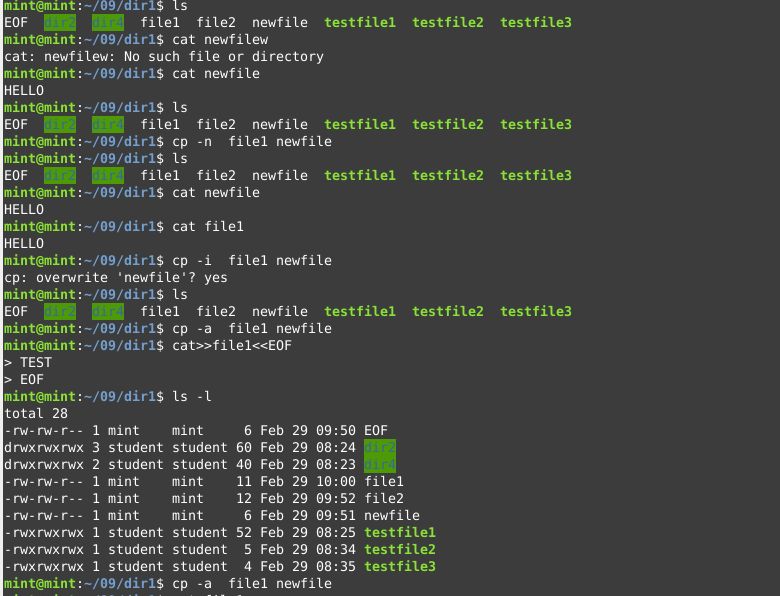 mint@mint:~/09/dir1$ ls
EOF  dir2  dir4  file1  file2  newfile  testfile1  testfile2  testfile3
mint@mint:~/09/dir1$ cat newfilew
cat: newfilew: No such file or directory
mint@mint:~/09/dir1$ cat newfile
HELLO
mint@mint:~/09/dir1$ ls
EOF  dir2  dir4  file1  file2  newfile  testfile1  testfile2  testfile3
mint@mint:~/09/dir1$ cp -n  file1 newfile
mint@mint:~/09/dir1$ ls
EOF  dir2  dir4  file1  file2  newfile  testfile1  testfile2  testfile3
mint@mint:~/09/dir1$ cat newfile
HELLO
mint@mint:~/09/dir1$ cat file1
HELLO
mint@mint:~/09/dir1$ cp -i  file1 newfile
cp: overwrite 'newfile'? yes
mint@mint:~/09/dir1$ ls
EOF  dir2  dir4  file1  file2  newfile  testfile1  testfile2  testfile3
mint@mint:~/09/dir1$ cp -a  file1 newfile
mint@mint:~/09/dir1$ cat>>file1<<EOF
> TEST
> EOF
mint@mint:~/09/dir1$ ls -l
total 28
-rw-rw-r-- 1 mint    mint     6 Feb 29 09:50 EOF
drwxrwxrwx 3 student student 60 Feb 29 08:24 dir2
drwxrwxrwx 2 student student 40 Feb 29 08:23 dir4
-rw-rw-r-- 1 mint    mint    11 Feb 29 10:00 file1
-rw-rw-r-- 1 mint    mint    12 Feb 29 09:52 file2
-rw-rw-r-- 1 mint    mint     6 Feb 29 09:51 newfile
-rwxrwxrwx 1 student student 52 Feb 29 08:25 testfile1
-rwxrwxrwx 1 student student  5 Feb 29 08:34 testfile2
-rwxrwxrwx 1 student student  4 Feb 29 08:35 testfile3
mint@mint:~/09/dir1$ cp -a  file1 newfile